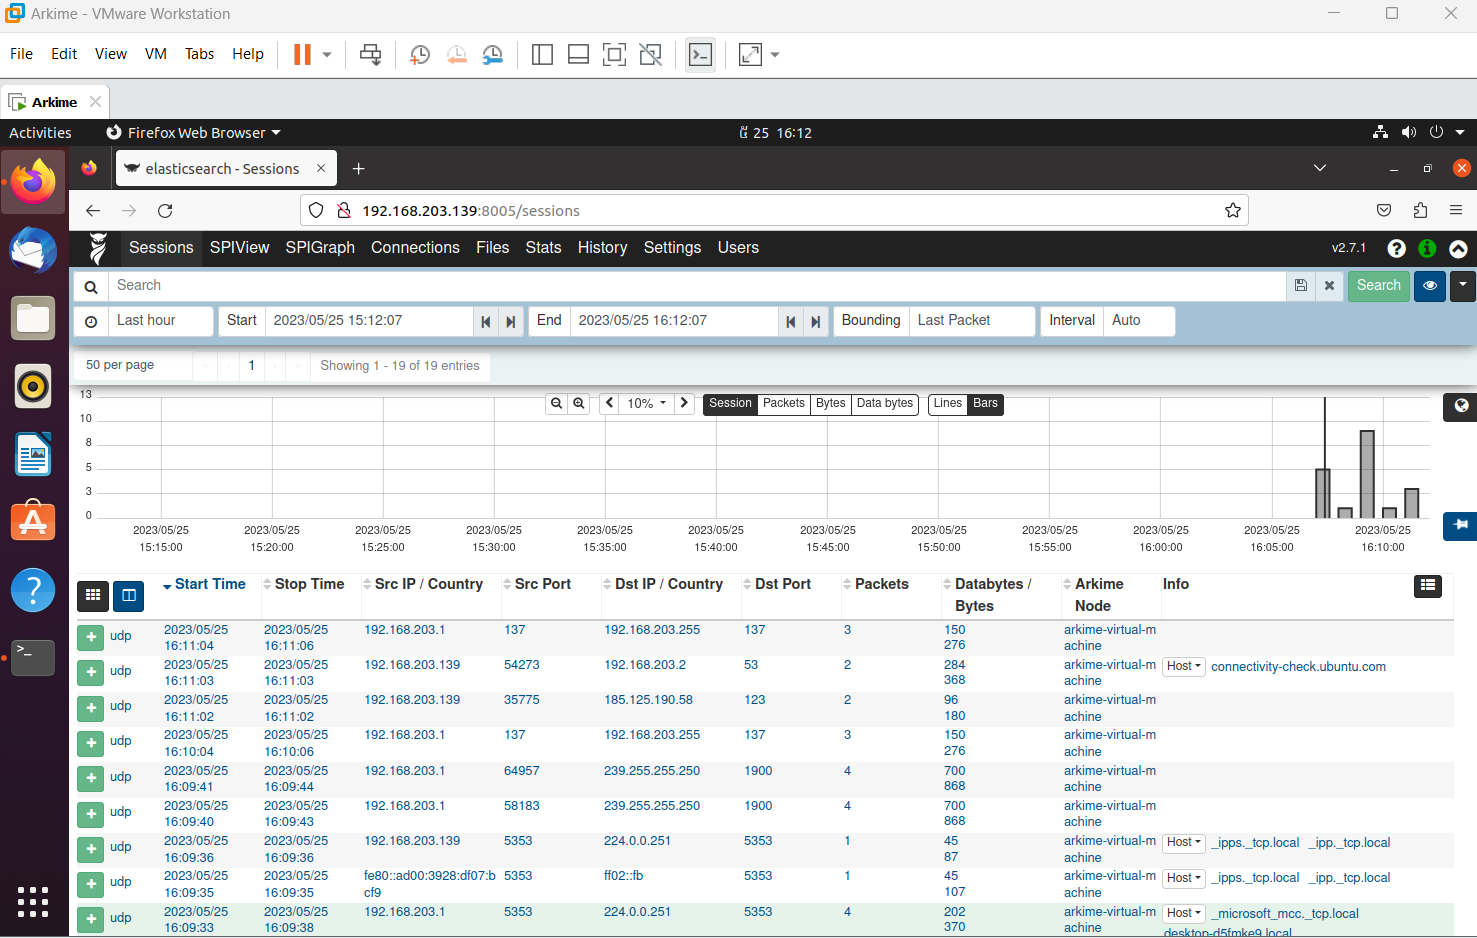 Arkime - VMware Workstation
File Edit View VM Tabs Help
Arkime
Activities Firefox Web Browser 25 16:12
elasticsearch - Sessions
192.168.203.139:8005/sessions
Sessions SPIView SPIGraph Connections Files Stats History Settings Users v2.7.1
Search Search
Last hour Start 2023/05/25 15:12:07 End 2023/05/25 16:12:07 Bounding Last Packet Interval Auto
50 per page 1 Showing 1 - 19 of 19 entries
10% Session Packets Bytes Data bytes Lines Bars
13
10
8
5
3
0
2023/05/25 2023/05/25 2023/05/25 2023/05/25 2023/05/25 2023/05/25 2023/05/25 2023/05/25 2023/05/25 2023/05/25 2023/05/25 2023/05/25
15:15:00 15:20:00 15:25:00 15:30:00 15:35:00 15:40:00 15:45:00 15:50:00 15:55:00 16:00:00 16:05:00 16:10:00
Start Time Stop Time Src IP / Country Src Port Dst IP / Country Dst Port Packets Databytes / Arkime Info
Bytes Node
udp 2023/05/25 2023/05/25 192.168.203.1 137 192.168.203.255 137 3 150 arkime-virtual-m
16:11:04 16:11:06 276 achine
udp 2023/05/25 2023/05/25 192.168.203.139 54273 192.168.203.2 53 2 284 arkime-virtual-m Host connectivity-check.ubuntu.com
16:11:03 16:11:03 368 achine
udp 2023/05/25 2023/05/25 192.168.203.139 35775 185.125.190.58 123 2 96 arkime-virtual-m
16:11:02 16:11:02 180 achine
udp 2023/05/25 2023/05/25 192.168.203.1 137 192.168.203.255 137 3 150 arkime-virtual-m
16:10:04 16:10:06 276 achine
udp 2023/05/25 2023/05/25 192.168.203.1 64957 239.255.255.250 1900 4 700 arkime-virtual-m
16:09:41 16:09:44 868 achine
udp 2023/05/25 2023/05/25 192.168.203.1 58183 239.255.255.250 1900 4 700 arkime-virtual-m
16:09:40 16:09:43 868 achine
udp 2023/05/25 2023/05/25 192.168.203.139 5353 224.0.0.251 5353 1 45 arkime-virtual-m Host _ipps._tcp.local _ipp._tcp.local
16:09:36 16:09:36 87 achine
udp 2023/05/25 2023/05/25 fe80::ad00:3928:df07:b 5353 ff02::fb 5353 1 45 arkime-virtual-m Host _ipps._tcp.local _ipp._tcp.local
16:09:35 16:09:35 cf9 107 achine
udp 2023/05/25 2023/05/25 192.168.203.1 5353 224.0.0.251 5353 4 202 arkime-virtual-m Host _microsoft_mcc._tcp.local
16:09:33 16:09:38 370 achine desktop-d5fmke9.local